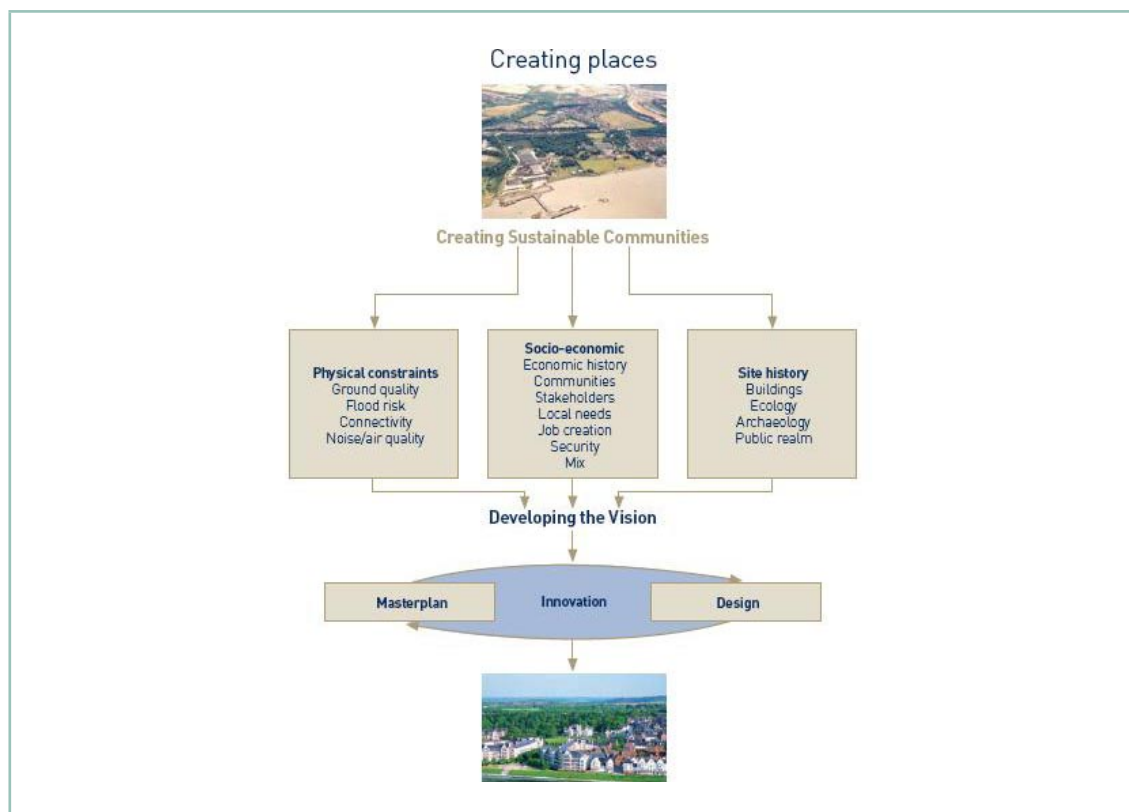 Creating places
Creating Sustainable Communities
Physical constraints
Ground quality
Flood risk
Connectivity
Noise/air quality
Socio-economic
Economic history
Communities
Stakeholders
Local needs
Job creation
Security
Mix
Site history
Buildings
Ecology
Archaeology
Public realm
Developing the Vision
Masterplan
Innovation
Design